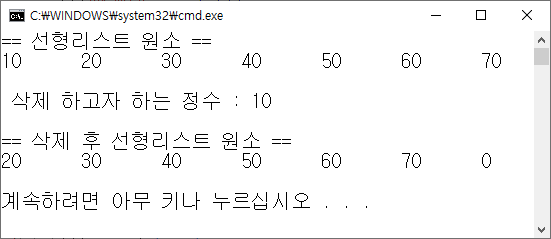 C:₩WINDOWS₩system32₩cmd.exe
== 선형리스트 원소 ==
10 20 30 40 50 60 70
삭제 하고자 하는 정수 : 10
== 삭제 후 선형리스트 원소 ==
20 30 40 50 60 70 0
계속하려면 아무 키나 누르십시오 . . .